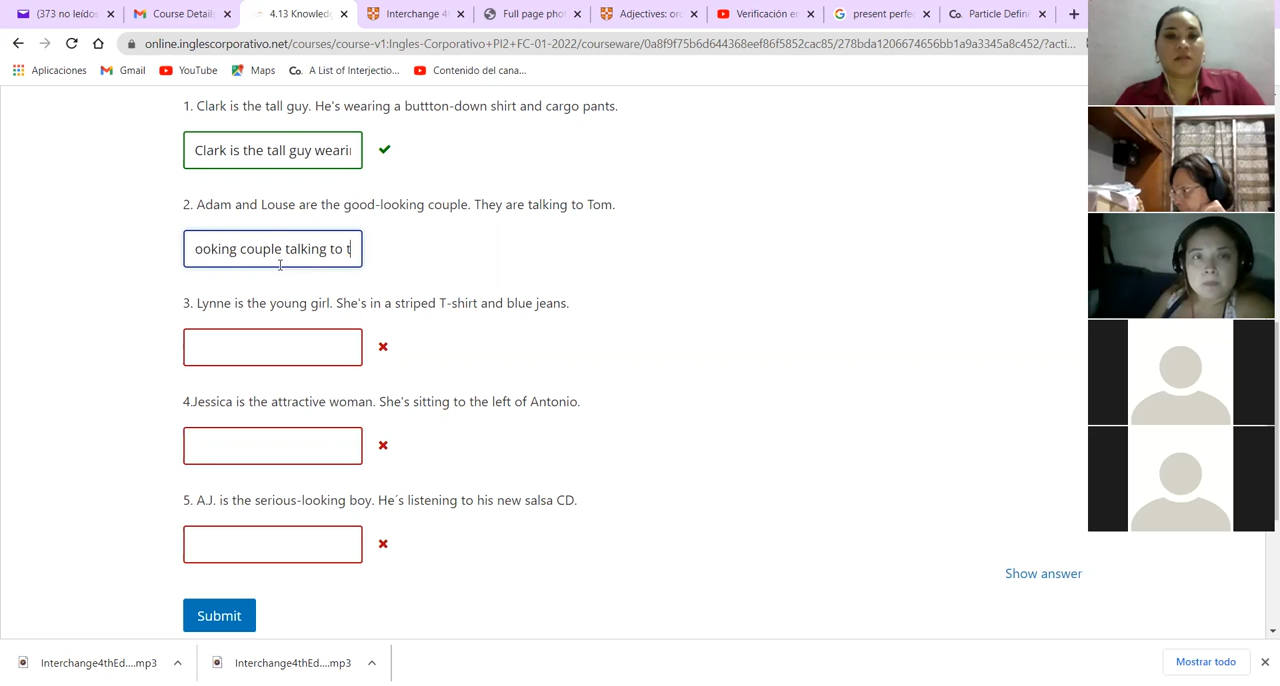 (373 no leídos
Course Detail
4.13 Knowled
Interchange 4
Full page phot
Adjectives: or
Verificación e
present perfe
Particle Defini
online.inglescorporativo.net/courses/course-v1:Ingles-Corporativo+PI2+FC-01-2022/courseware/0a8f9f75b6d644368eef86f5852cac85/278bda1206674656bb1a9a3345a8c452/?acti...
Aplicaciones
Gmail
YouTube
Maps
Co. A List of Interjectio...
Contenido del cana...
1. Clark is the tall guy. He's wearing a buttton-down shirt and cargo pants.
Clark is the tall guy weari
2. Adam and Louse are the good-looking couple. They are talking to Tom.
ooking couple talking to t
3. Lynne is the young girl. She's in a striped T-shirt and blue jeans.
4.Jessica is the attractive woman. She's sitting to the left of Antonio.
5. A.J. is the serious-looking boy. He´s listening to his new salsa CD.
Show answer
Submit
Interchange4thEd....mp3
Interchange4thEd....mp3
Mostrar todo